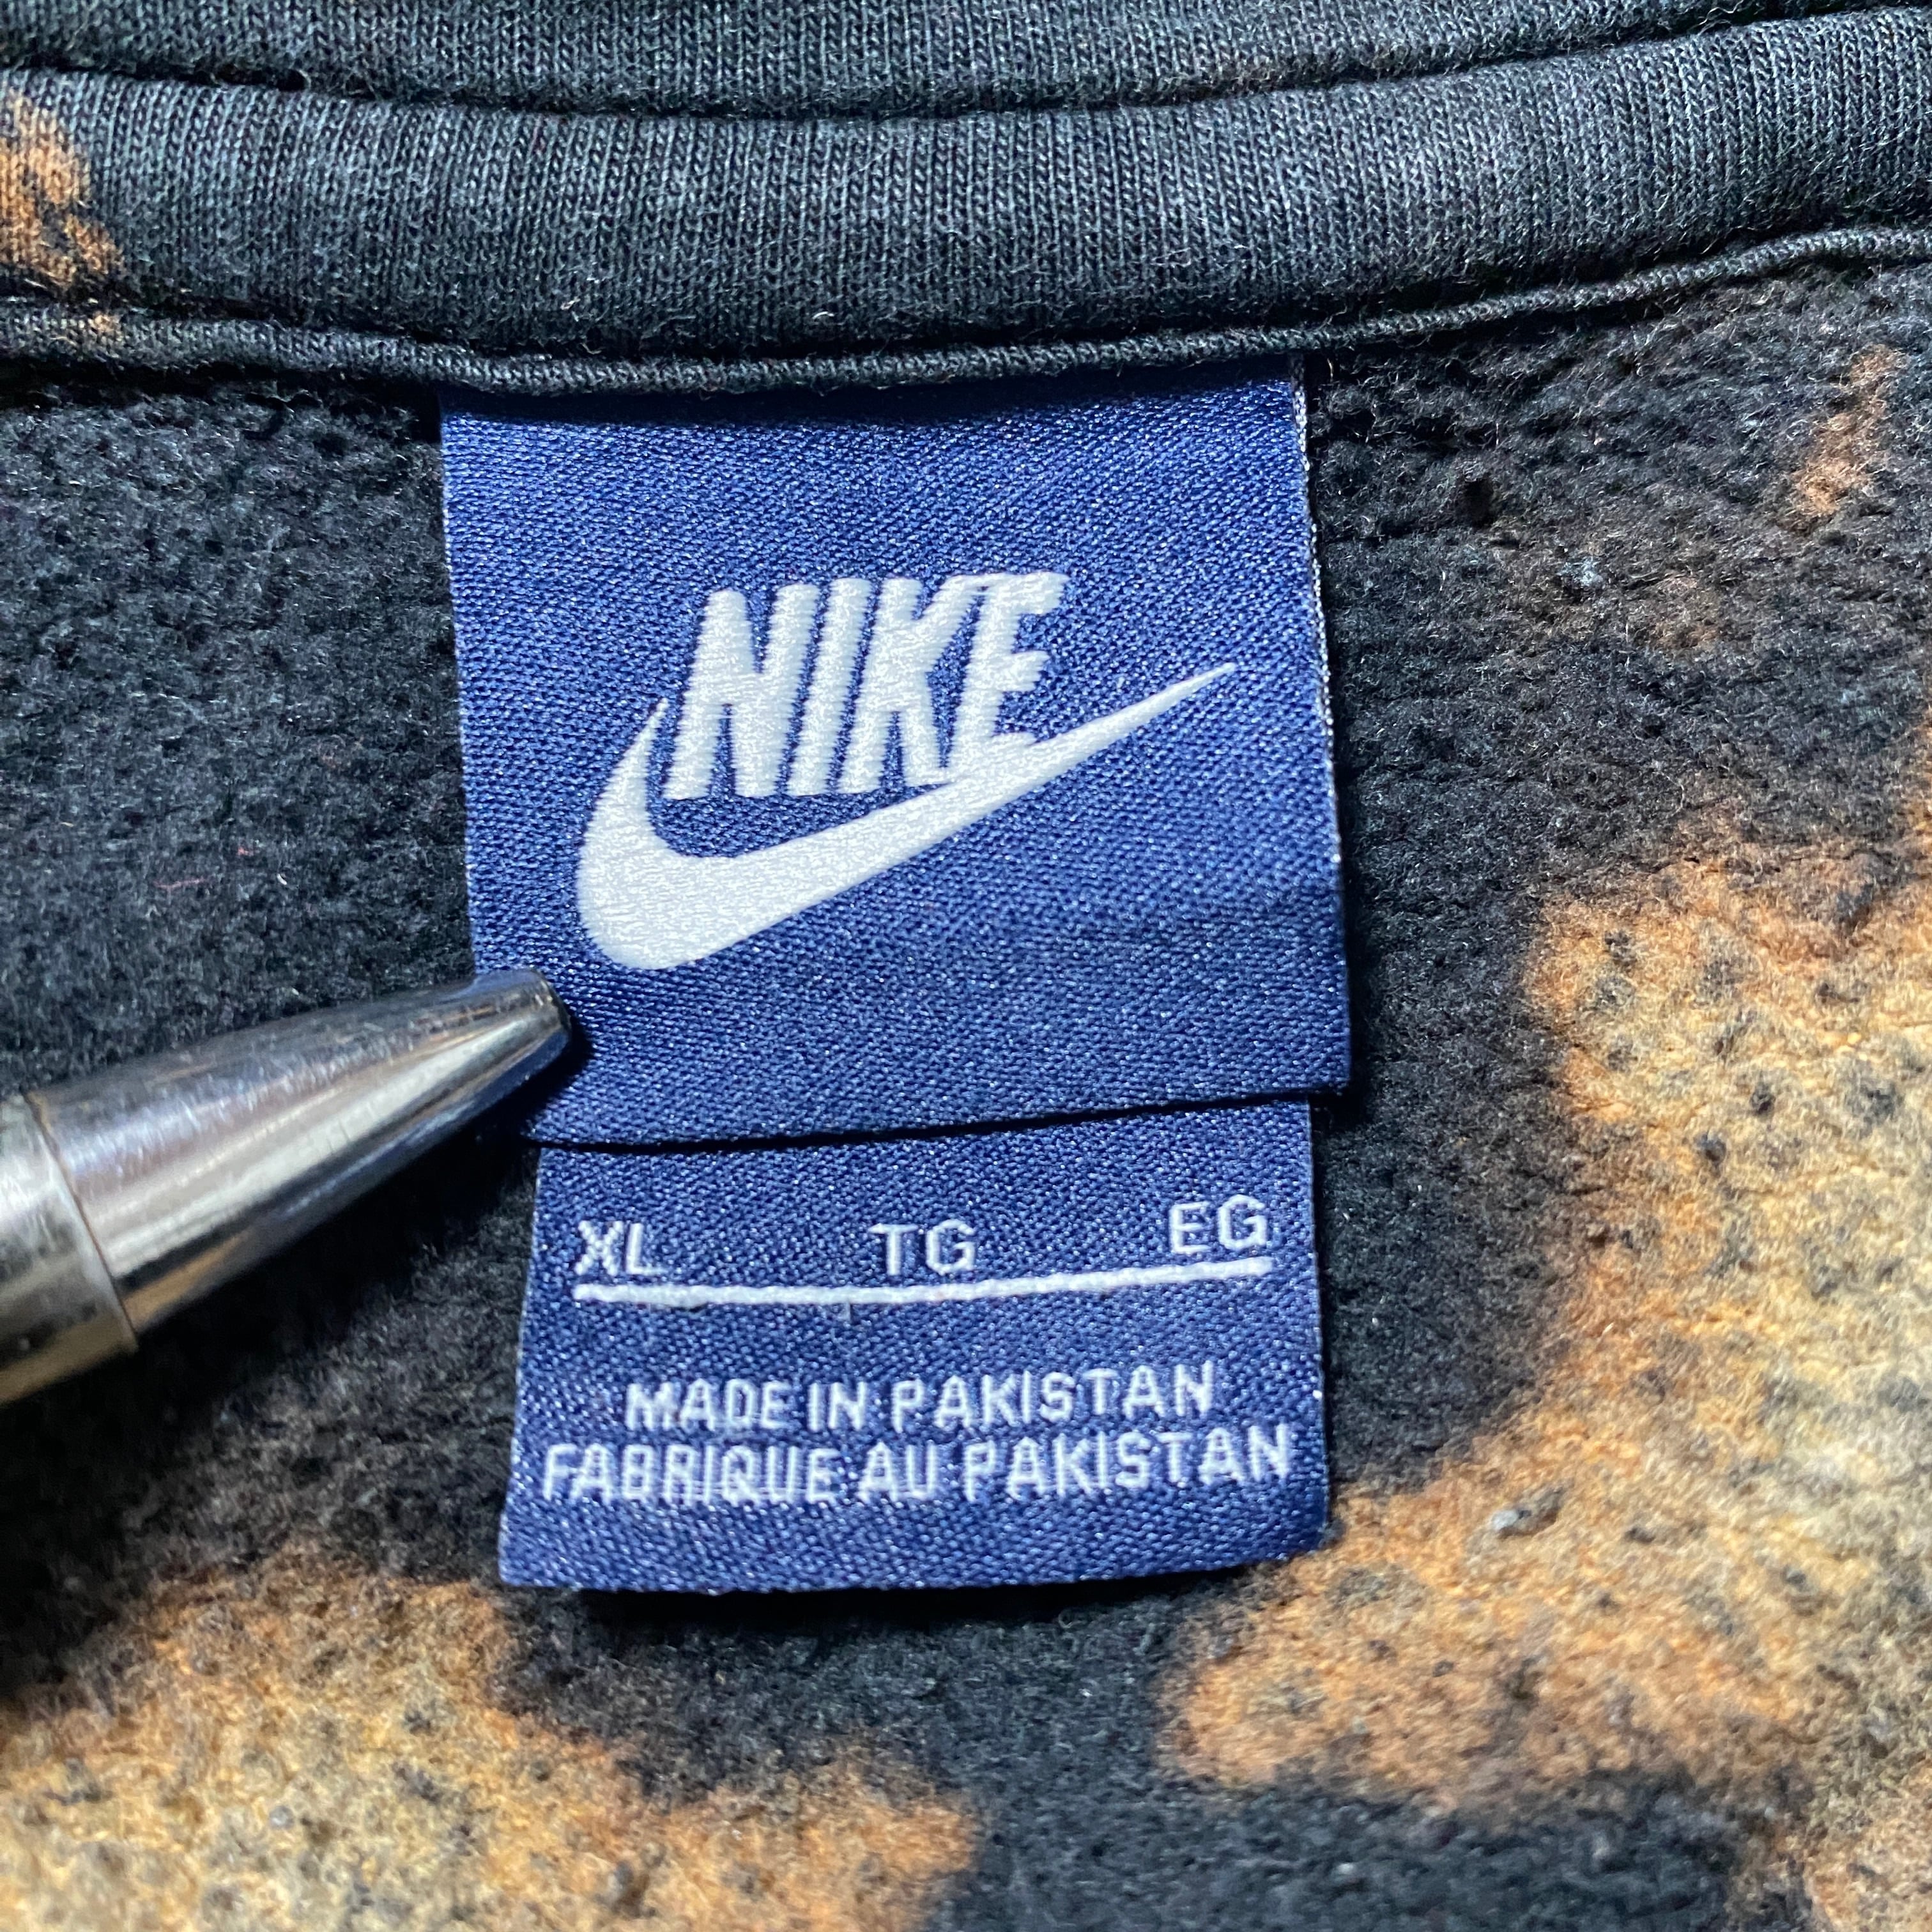 NIKE
XL TG EG
MADE IN PAKISTAN
FABRIQUE AU PAKISTAN